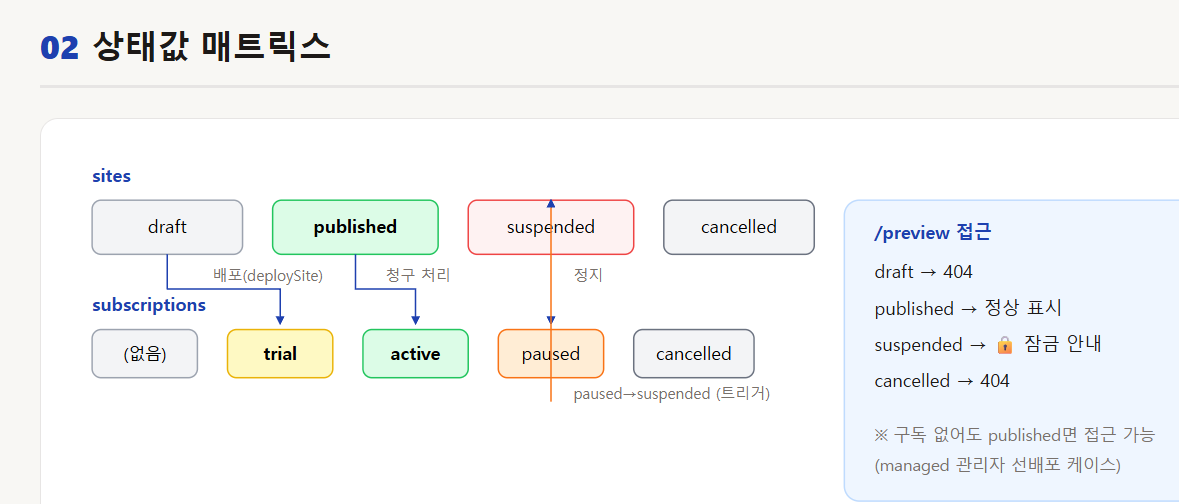 02 상태값 매트릭스
sites
draft
published
suspended
cancelled
배포(deploySite)
청구 처리
정지
subscriptions
(없음)
trial
active
paused
cancelled
paused→suspended (트리거)
/preview 접근
draft → 404
published → 정상 표시
suspended → 🔒 잠금 안내
cancelled → 404
※ 구독 없어도 published면 접근 가능
(managed 관리자 선배포 케이스)